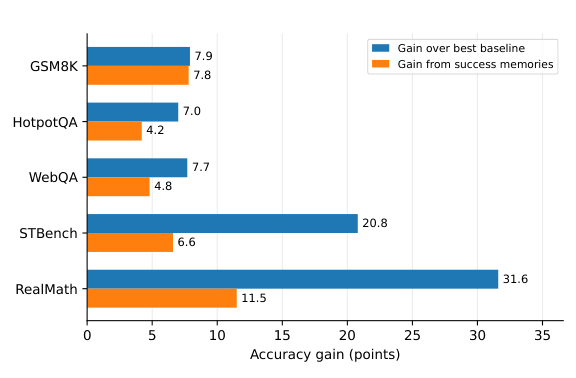 Gain over best baseline
Gain from success memories
GSM8K 7.9
7.8
HotpotQA 7.0
4.2
WebQA 7.7
4.8
STBench 20.8
6.6
RealMath 31.6
11.5
0 5 10 15 20 25 30 35
Accuracy gain (points)